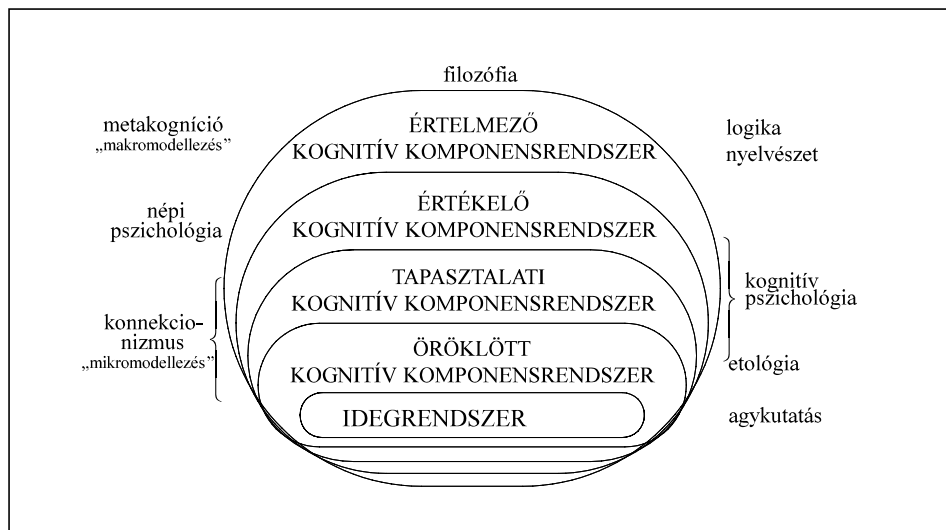 filozófia
metakogníció
„makromodellezés”
ÉRTELMEZŐ
KOGNITÍV KOMPONENSRENDSZER
logika
nyelvészet
népi
pszichológia
ÉRTÉKELŐ
KOGNITÍV KOMPONENSRENDSZER
TAPASZTALATI
KOGNITÍV KOMPONENSRENDSZER
kognitív
pszichológia
konnekcio-
nizmus
„mikromodellezés”
ÖRÖKLÖTT
KOGNITÍV KOMPONENSRENDSZER
etológia
IDEGRENDSZER
agykutatás